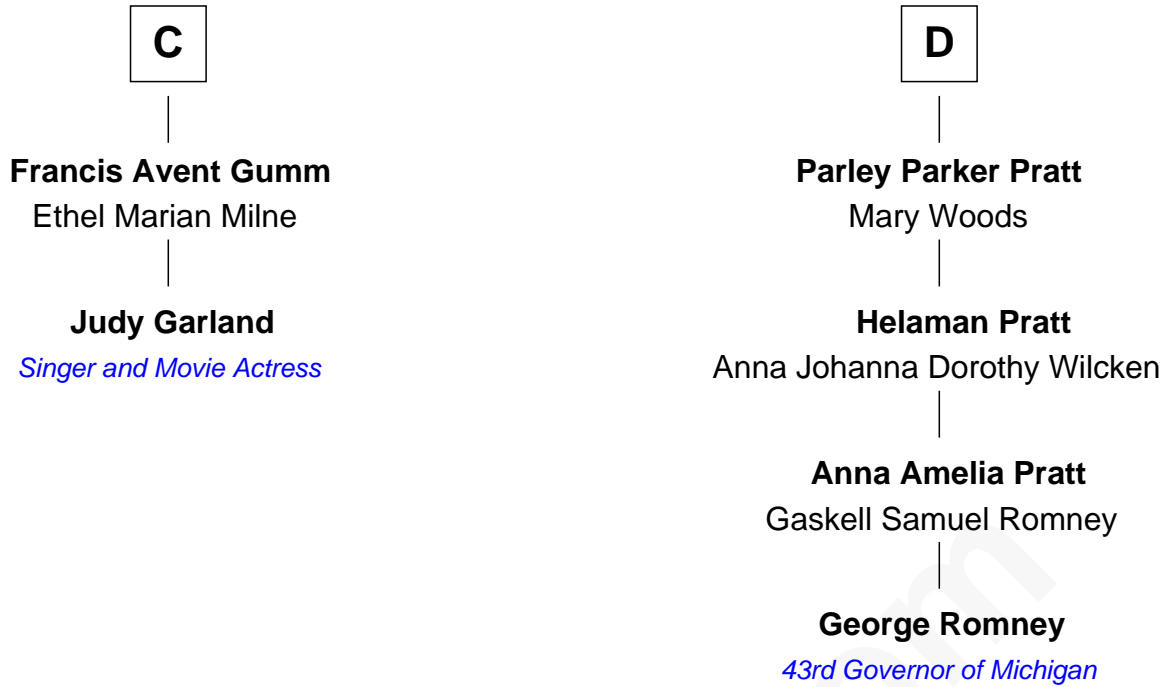 C
Francis Avent Gumm
Ethel Marian Milne
Judy Garland
Singer and Movie Actress
D
Parley Parker Pratt
Mary Woods
Helaman Pratt
Anna Johanna Dorothy Wilcken
Anna Amelia Pratt
Gaskell Samuel Romney
George Romney
43rd Governor of Michigan